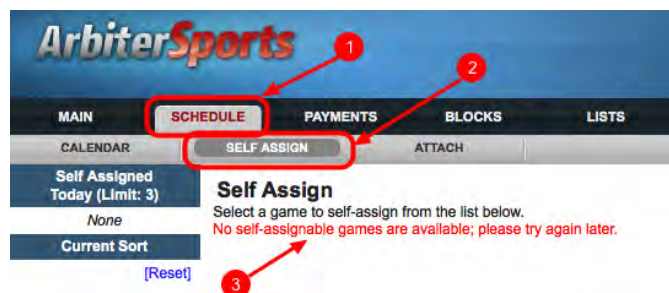 ArbiterSports
1
2
MAIN SCHEDULE PAYMENTS BLOCKS LISTS
CALENDAR SELF ASSIGN ATTACH
Self Assigned
Today (Limit: 3)
None
Current Sort
[Reset]
Self Assign
Select a game to self-assign from the list below.
No self-assignable games are available; please try again later.
3